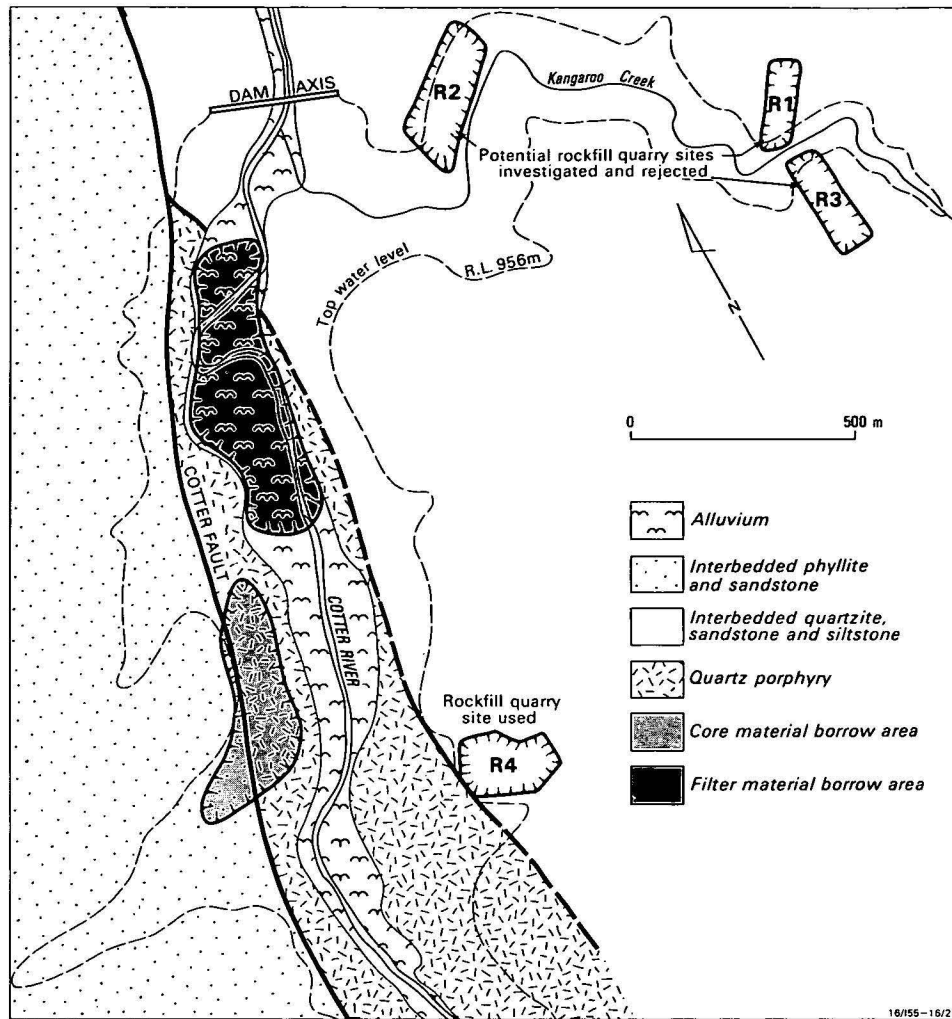 DAM AXIS
R2
Kangaroo Creek
R1
Potential rockfill quarry sites
investigated and rejected
R3
Top water level
R.L. 956m
N
0 500 m
COTTER FAULT
COTTER RIVER
Alluvium
Interbedded phyllite
and sandstone
Interbedded quartzite,
sandstone and siltstone
Quartz porphyry
Core material borrow area
Filter material borrow area
Rockfill quarry
site used
R4
16/I55-16/2